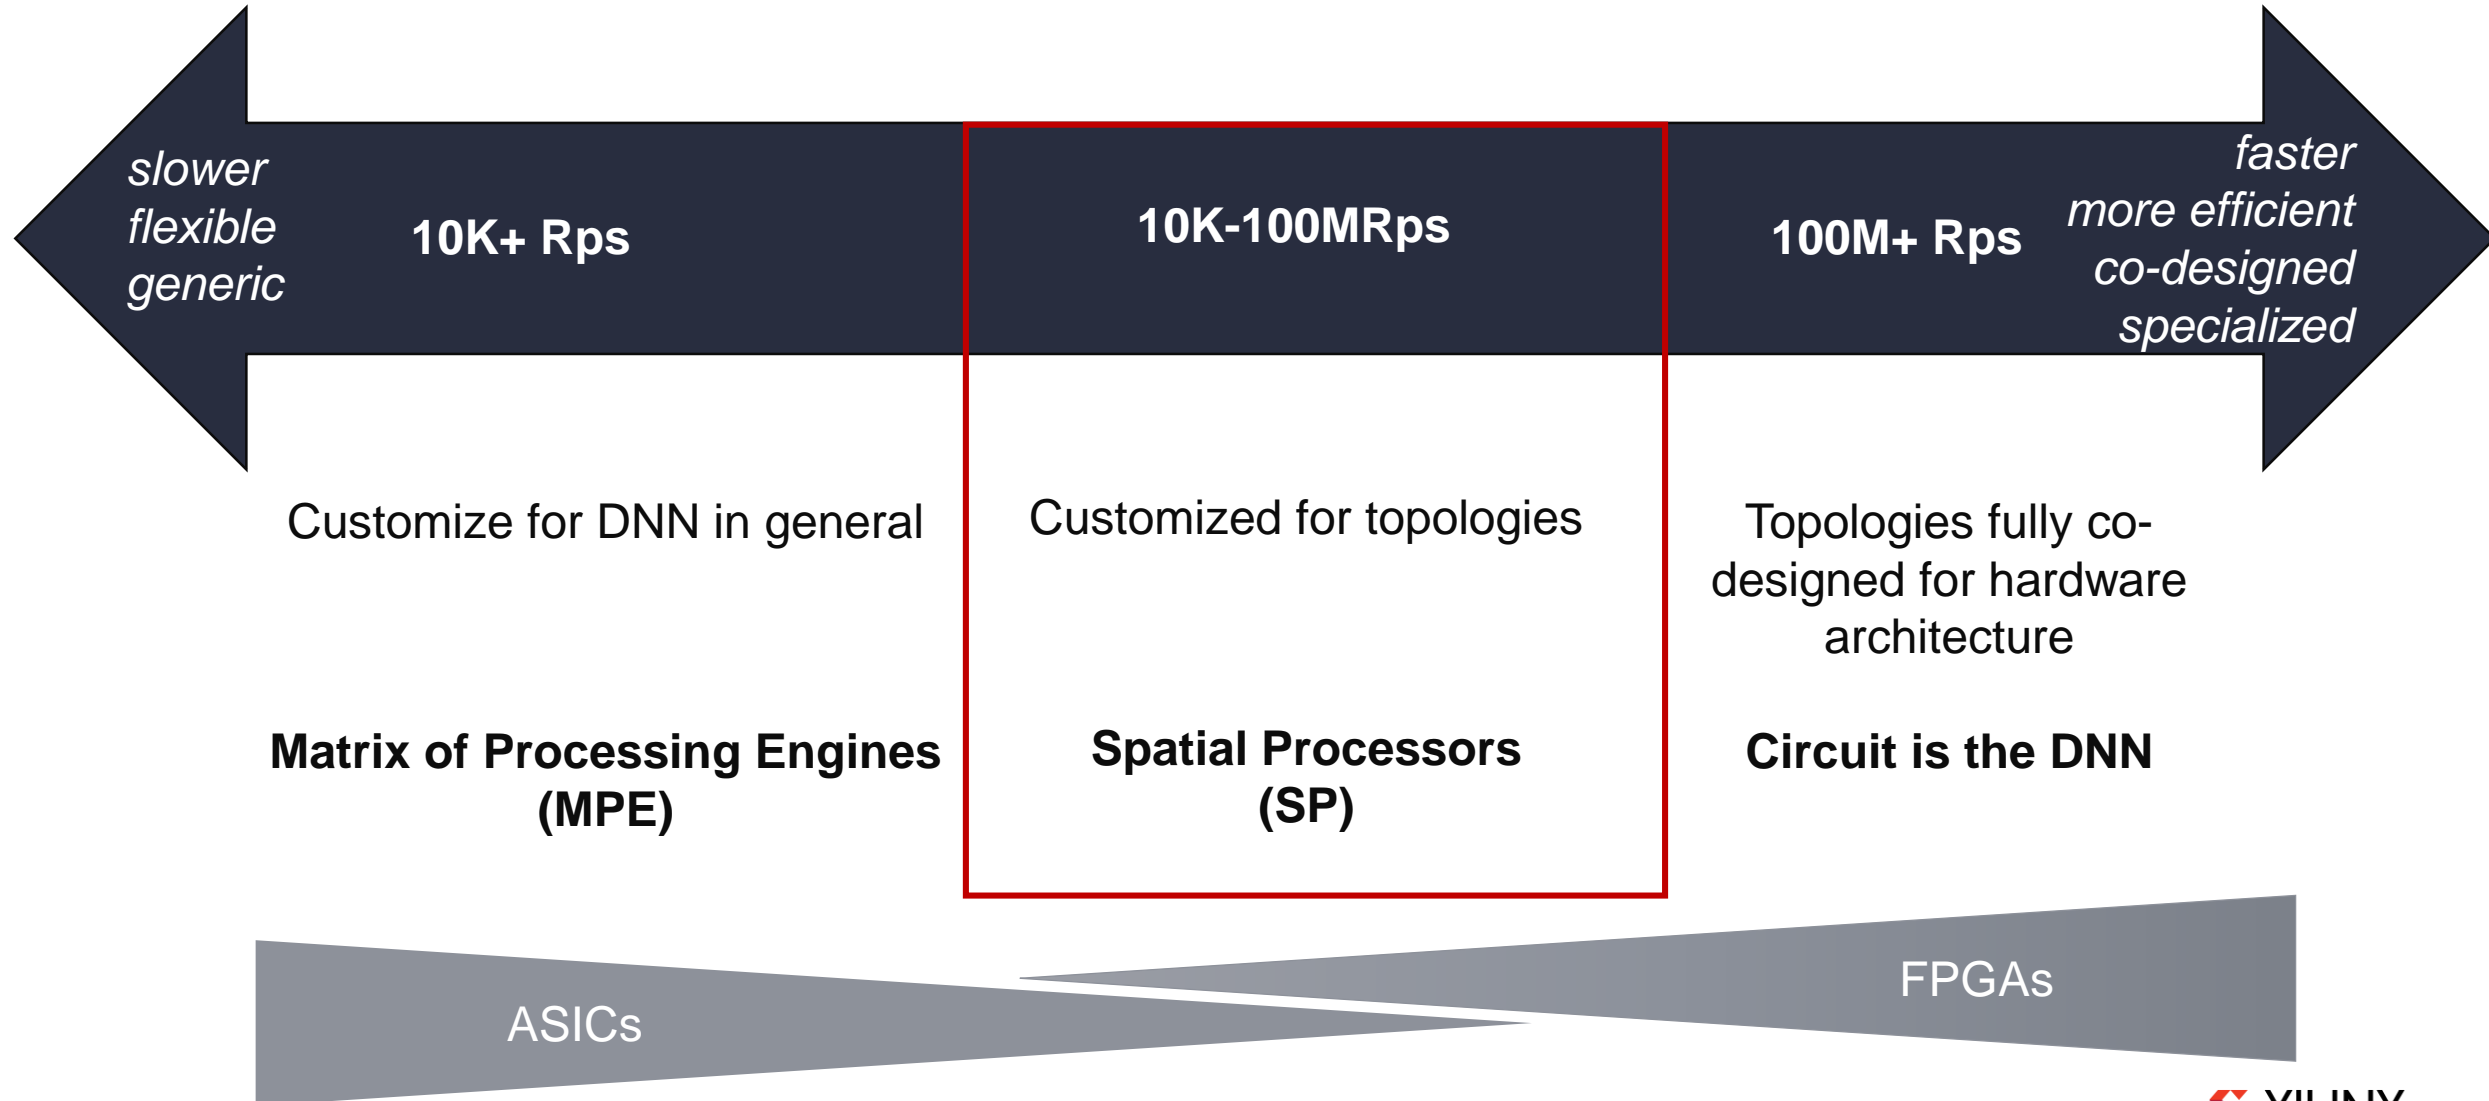 slower
flexible
generic
10K+ Rps
10K-100MRps
100M+ Rps
faster
more efficient
co-designed
specialized
Customize for DNN in general
Customized for topologies
Topologies fully co-
designed for hardware
architecture
Matrix of Processing Engines
(MPE)
Spatial Processors
(SP)
Circuit is the DNN
ASICs
FPGAs
XILINX